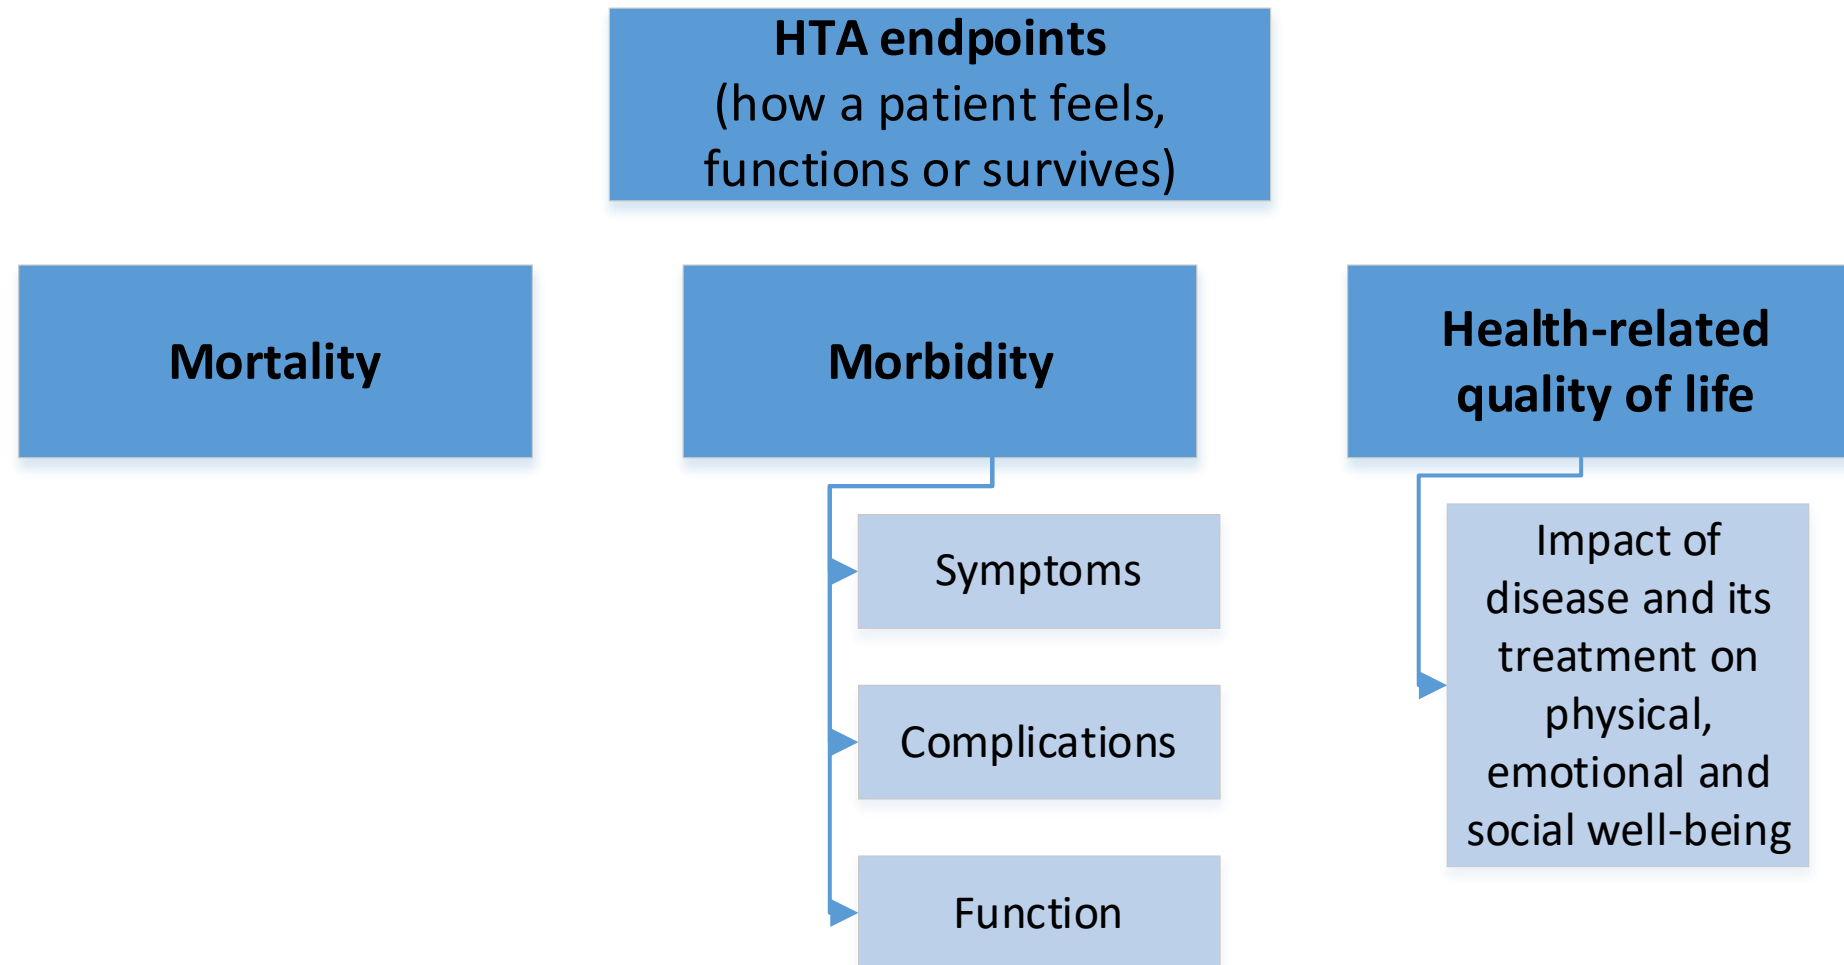 HTA endpoints
(how a patient feels,
functions or survives)
Mortality
Morbidity
Health-related
quality of life
Symptoms
Complications
Function
Impact of
disease and its
treatment on
physical,
emotional and
social well-being